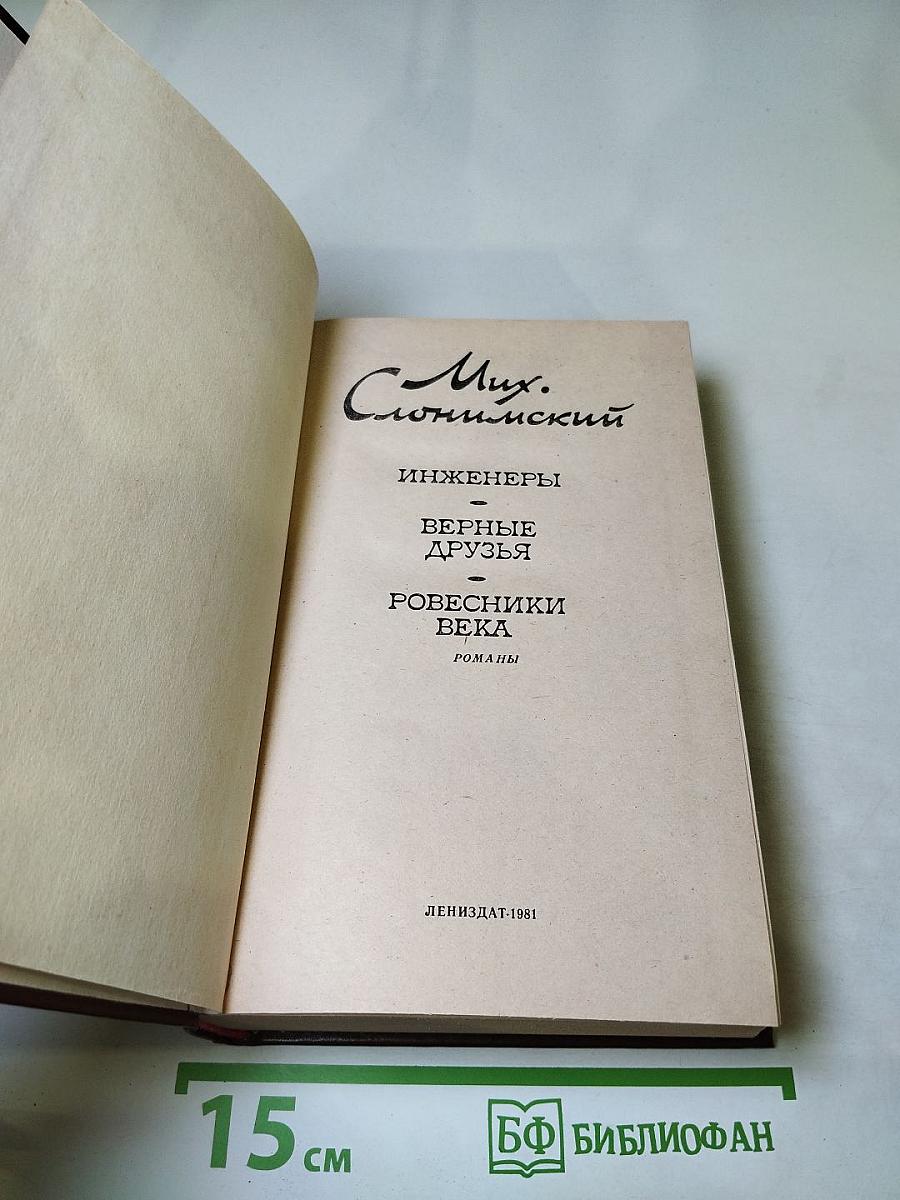 Мих.
Слонимский
ИНЖЕНЕРЫ
ВЕРНЫЕ
ДРУЗЬЯ
РОВЕСНИКИ
ВЕКА
РОМАНЫ
ЛЕНИЗДАТ·1981
15 см
БФ БИБЛИОФАН